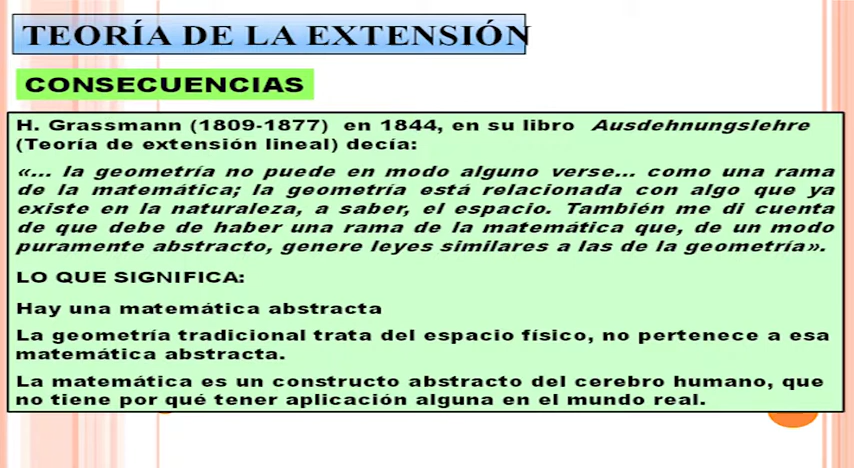 TEORÍA DE LA EXTENSIÓN
CONSECUENCIAS
H. Grassmann (1809-1877) en 1844, en su libro Ausdehnungslehre
(Teoría de extensión lineal) decía:
«... la geometría no puede en modo alguno verse... como una rama
de la matemática; la geometría está relacionada con algo que ya
existe en la naturaleza, a saber, el espacio. También me di cuenta
de que debe de haber una rama de la matemática que, de un modo
puramente abstracto, genere leyes similares a las de la geometría».
LO QUE SIGNIFICA:
Hay una matemática abstracta
La geometría tradicional trata del espacio físico, no pertenece a esa
matemática abstracta.
La matemática es un constructo abstracto del cerebro humano, que
no tiene por qué tener aplicación alguna en el mundo real.